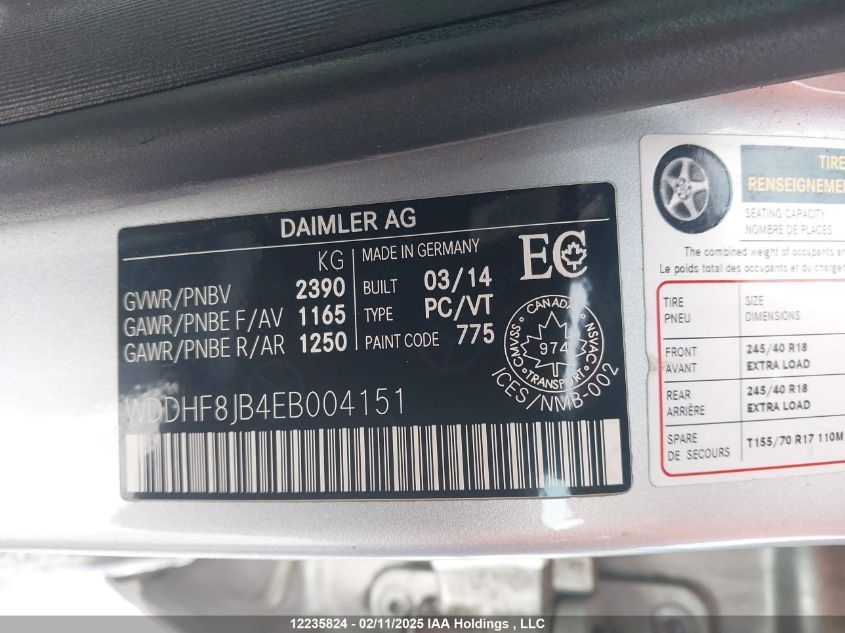 DAIMLER AG
KG
GVWR/PNBV 2390
GAWR/PNBE F/AV 1165
GAWR/PNBE R/AR 1250
MADE IN GERMANY
BUILT 03/14
TYPE PC/VT
PAINT CODE 775
EC
CANADA
CMVSS
974
NSVAC
TRANSPORT
ICES/NMB-002
WDDHF8JB4EB004151
TIRE
RENSEIGNEME
SEATING CAPACITY
NOMBRE DE PLACES
The combined weight of occupants an
Le poids total des occupants et du charge
TIRE SIZE
PNEU DIMENSIONS
FRONT 245/40 R18
AVANT EXTRA LOAD
REAR 245/40 R18
ARRIÈRE EXTRA LOAD
SPARE
DE SECOURS T155/70 R17 110M
12235824 - 02/11/2025 IAA Holdings , LLC